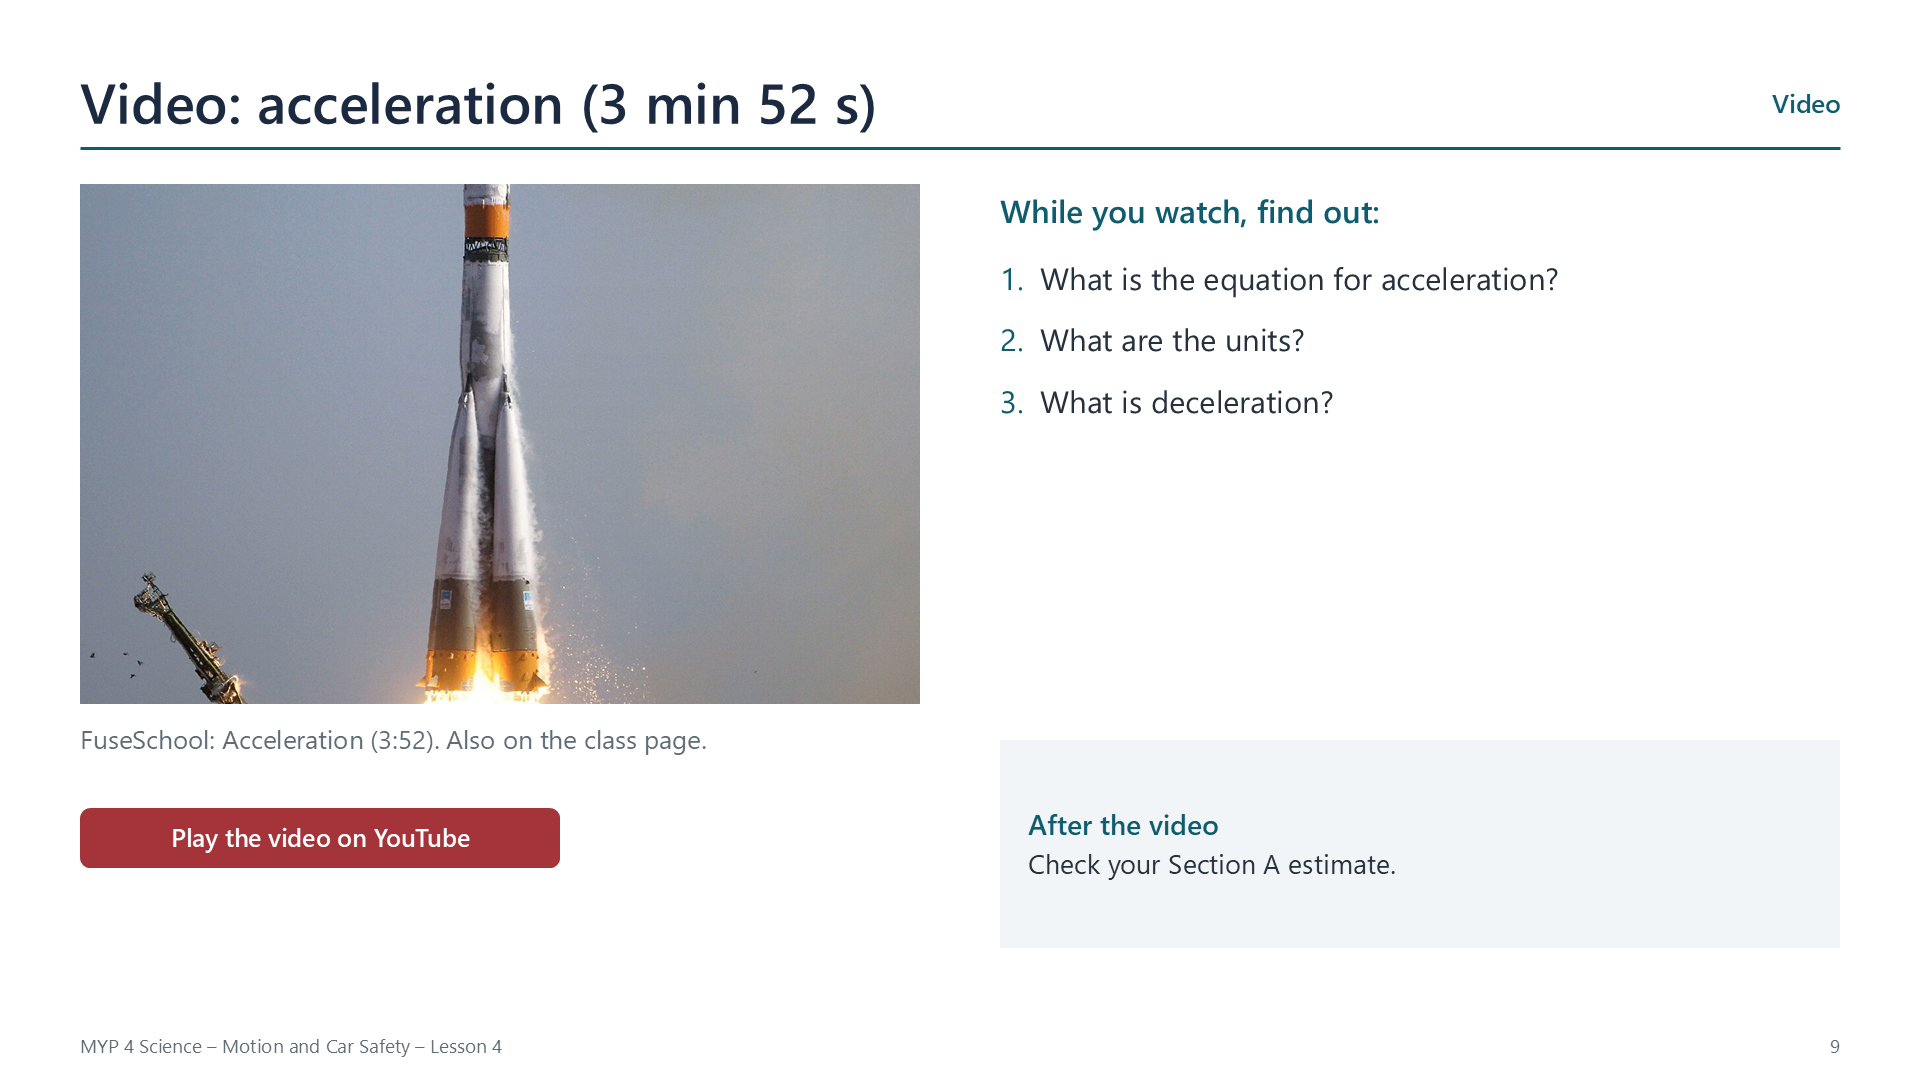 Video: acceleration (3 min 52 s)
Video
While you watch, find out:
1. What is the equation for acceleration?
2. What are the units?
3. What is deceleration?
FuseSchool: Acceleration (3:52). Also on the class page.
Play the video on YouTube
After the video
Check your Section A estimate.
MYP 4 Science – Motion and Car Safety – Lesson 4
9